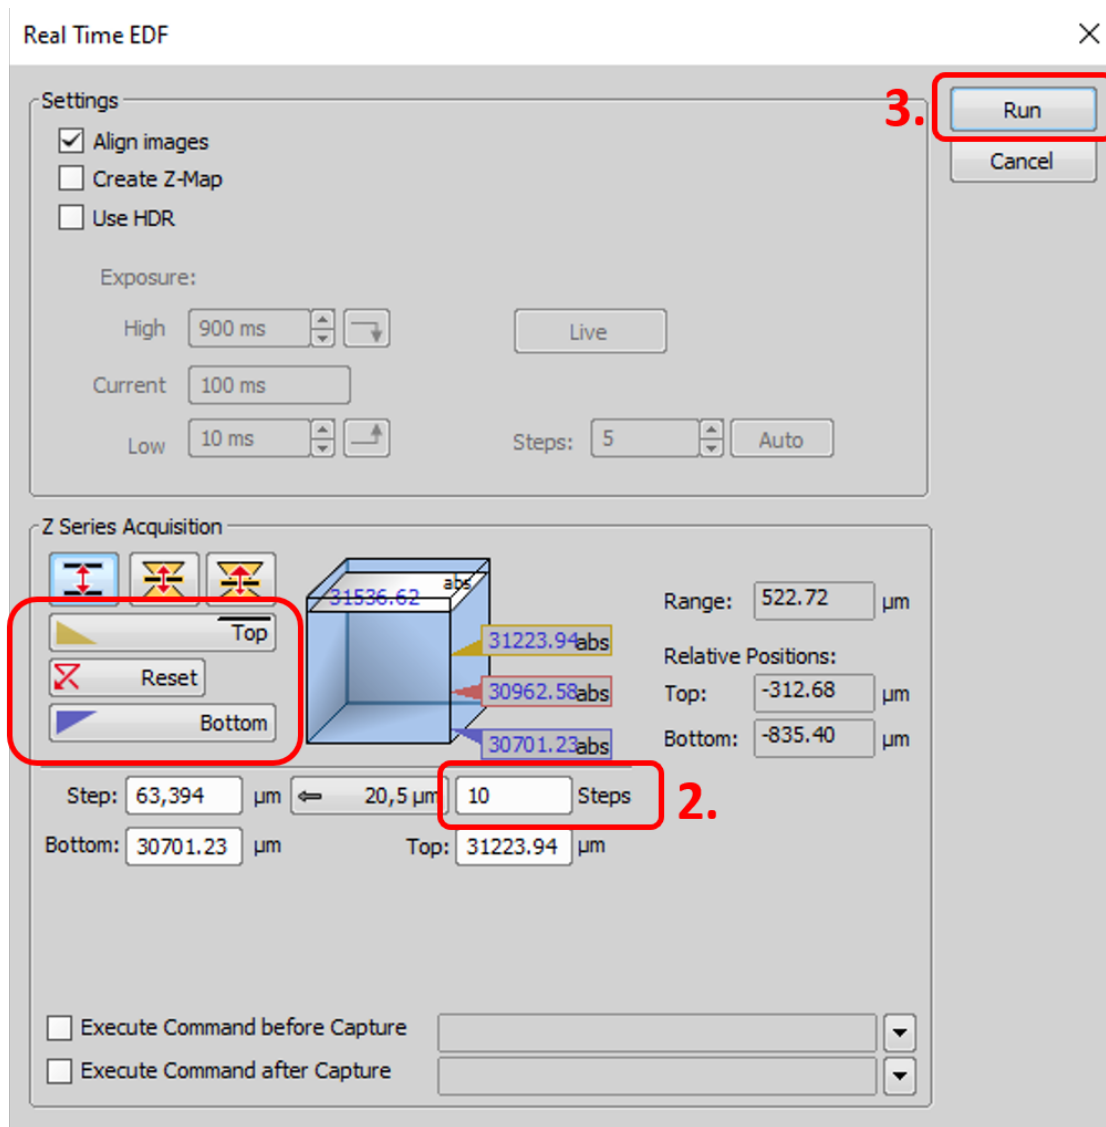 Real Time EDF
Settings
3.
Run
Align images
Cancel
Create Z-Map
Use HDR
Exposure:
High 900 ms
Live
Current 100 ms
Low 10 ms
Steps: 5 Auto
Z Series Acquisition
abs
31536.62
Range: 522.72 µm
Top
31223.94abs
Relative Positions:
Reset
30962.58abs
Top: -312.68 µm
Bottom
30701.23abs
Bottom: -835.40 µm
Step: 63,394 µm 20,5 µm 10 Steps
2.
Bottom: 30701.23 µm Top: 31223.94 µm
Execute Command before Capture
Execute Command after Capture